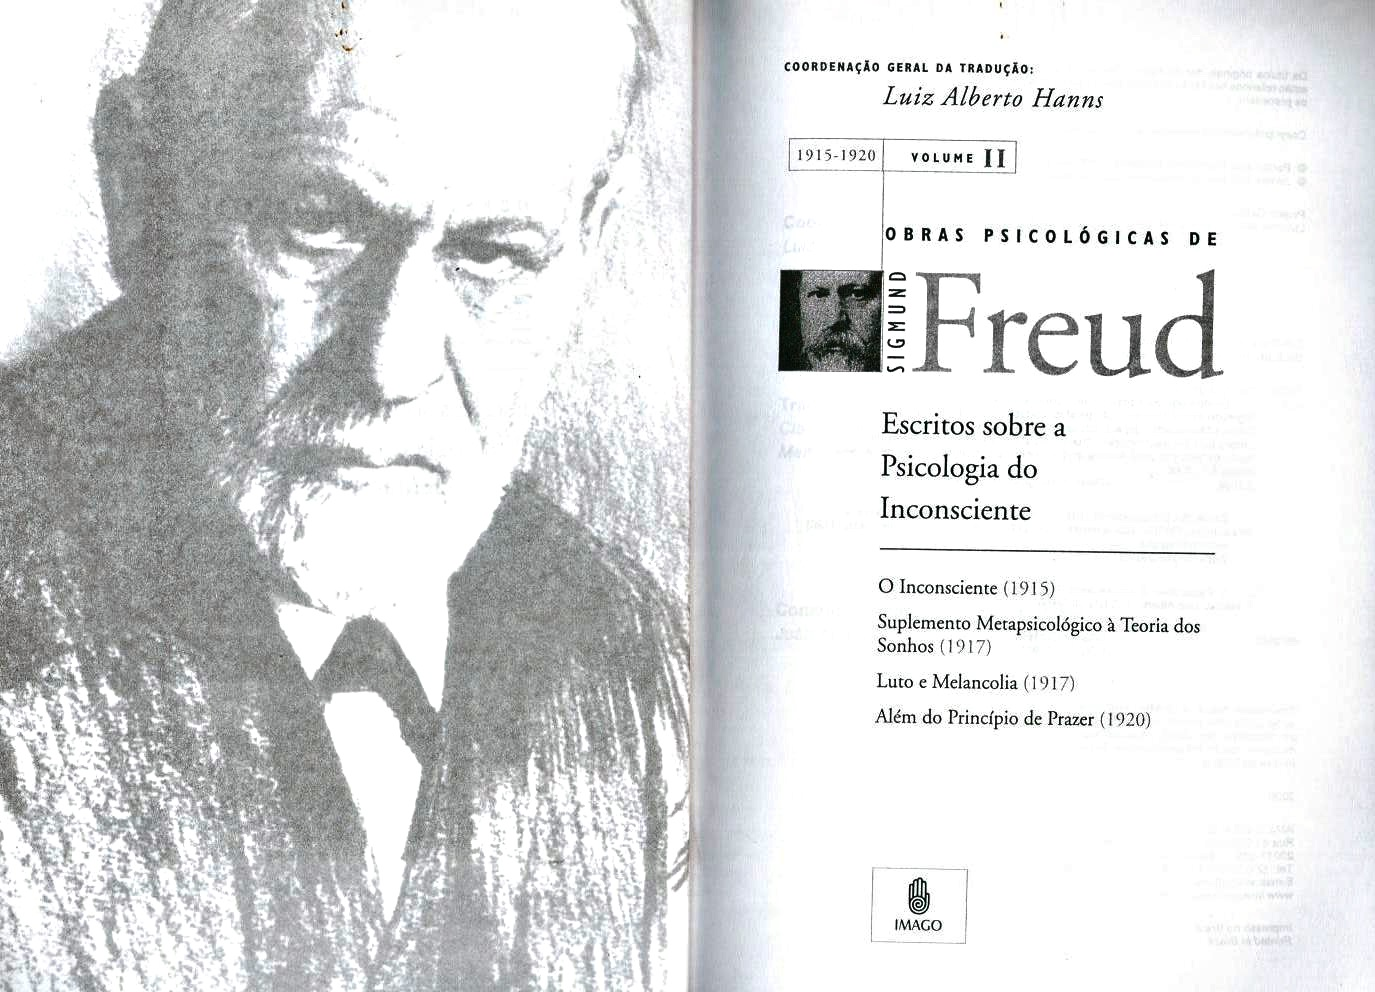 COORDENAÇÃO GERAL DA TRADUÇÃO:
Luiz Alberto Hanns
1915-1920 VOLUME II
OBRAS PSICOLÓGICAS DE
SIGMUND
Freud
Escritos sobre a
Psicologia do
Inconsciente
O Inconsciente (1915)
Suplemento Metapsicológico à Teoria dos
Sonhos (1917)
Luto e Melancolia (1917)
Além do Princípio de Prazer (1920)
IMAGO